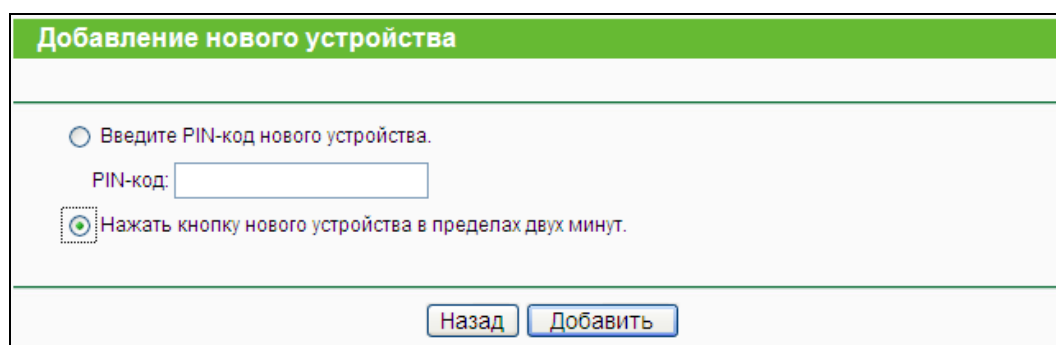 Добавление нового устройства
Введите PIN-код нового устройства.
PIN-код:
Нажать кнопку нового устройства в пределах двух минут.
Назад Добавить